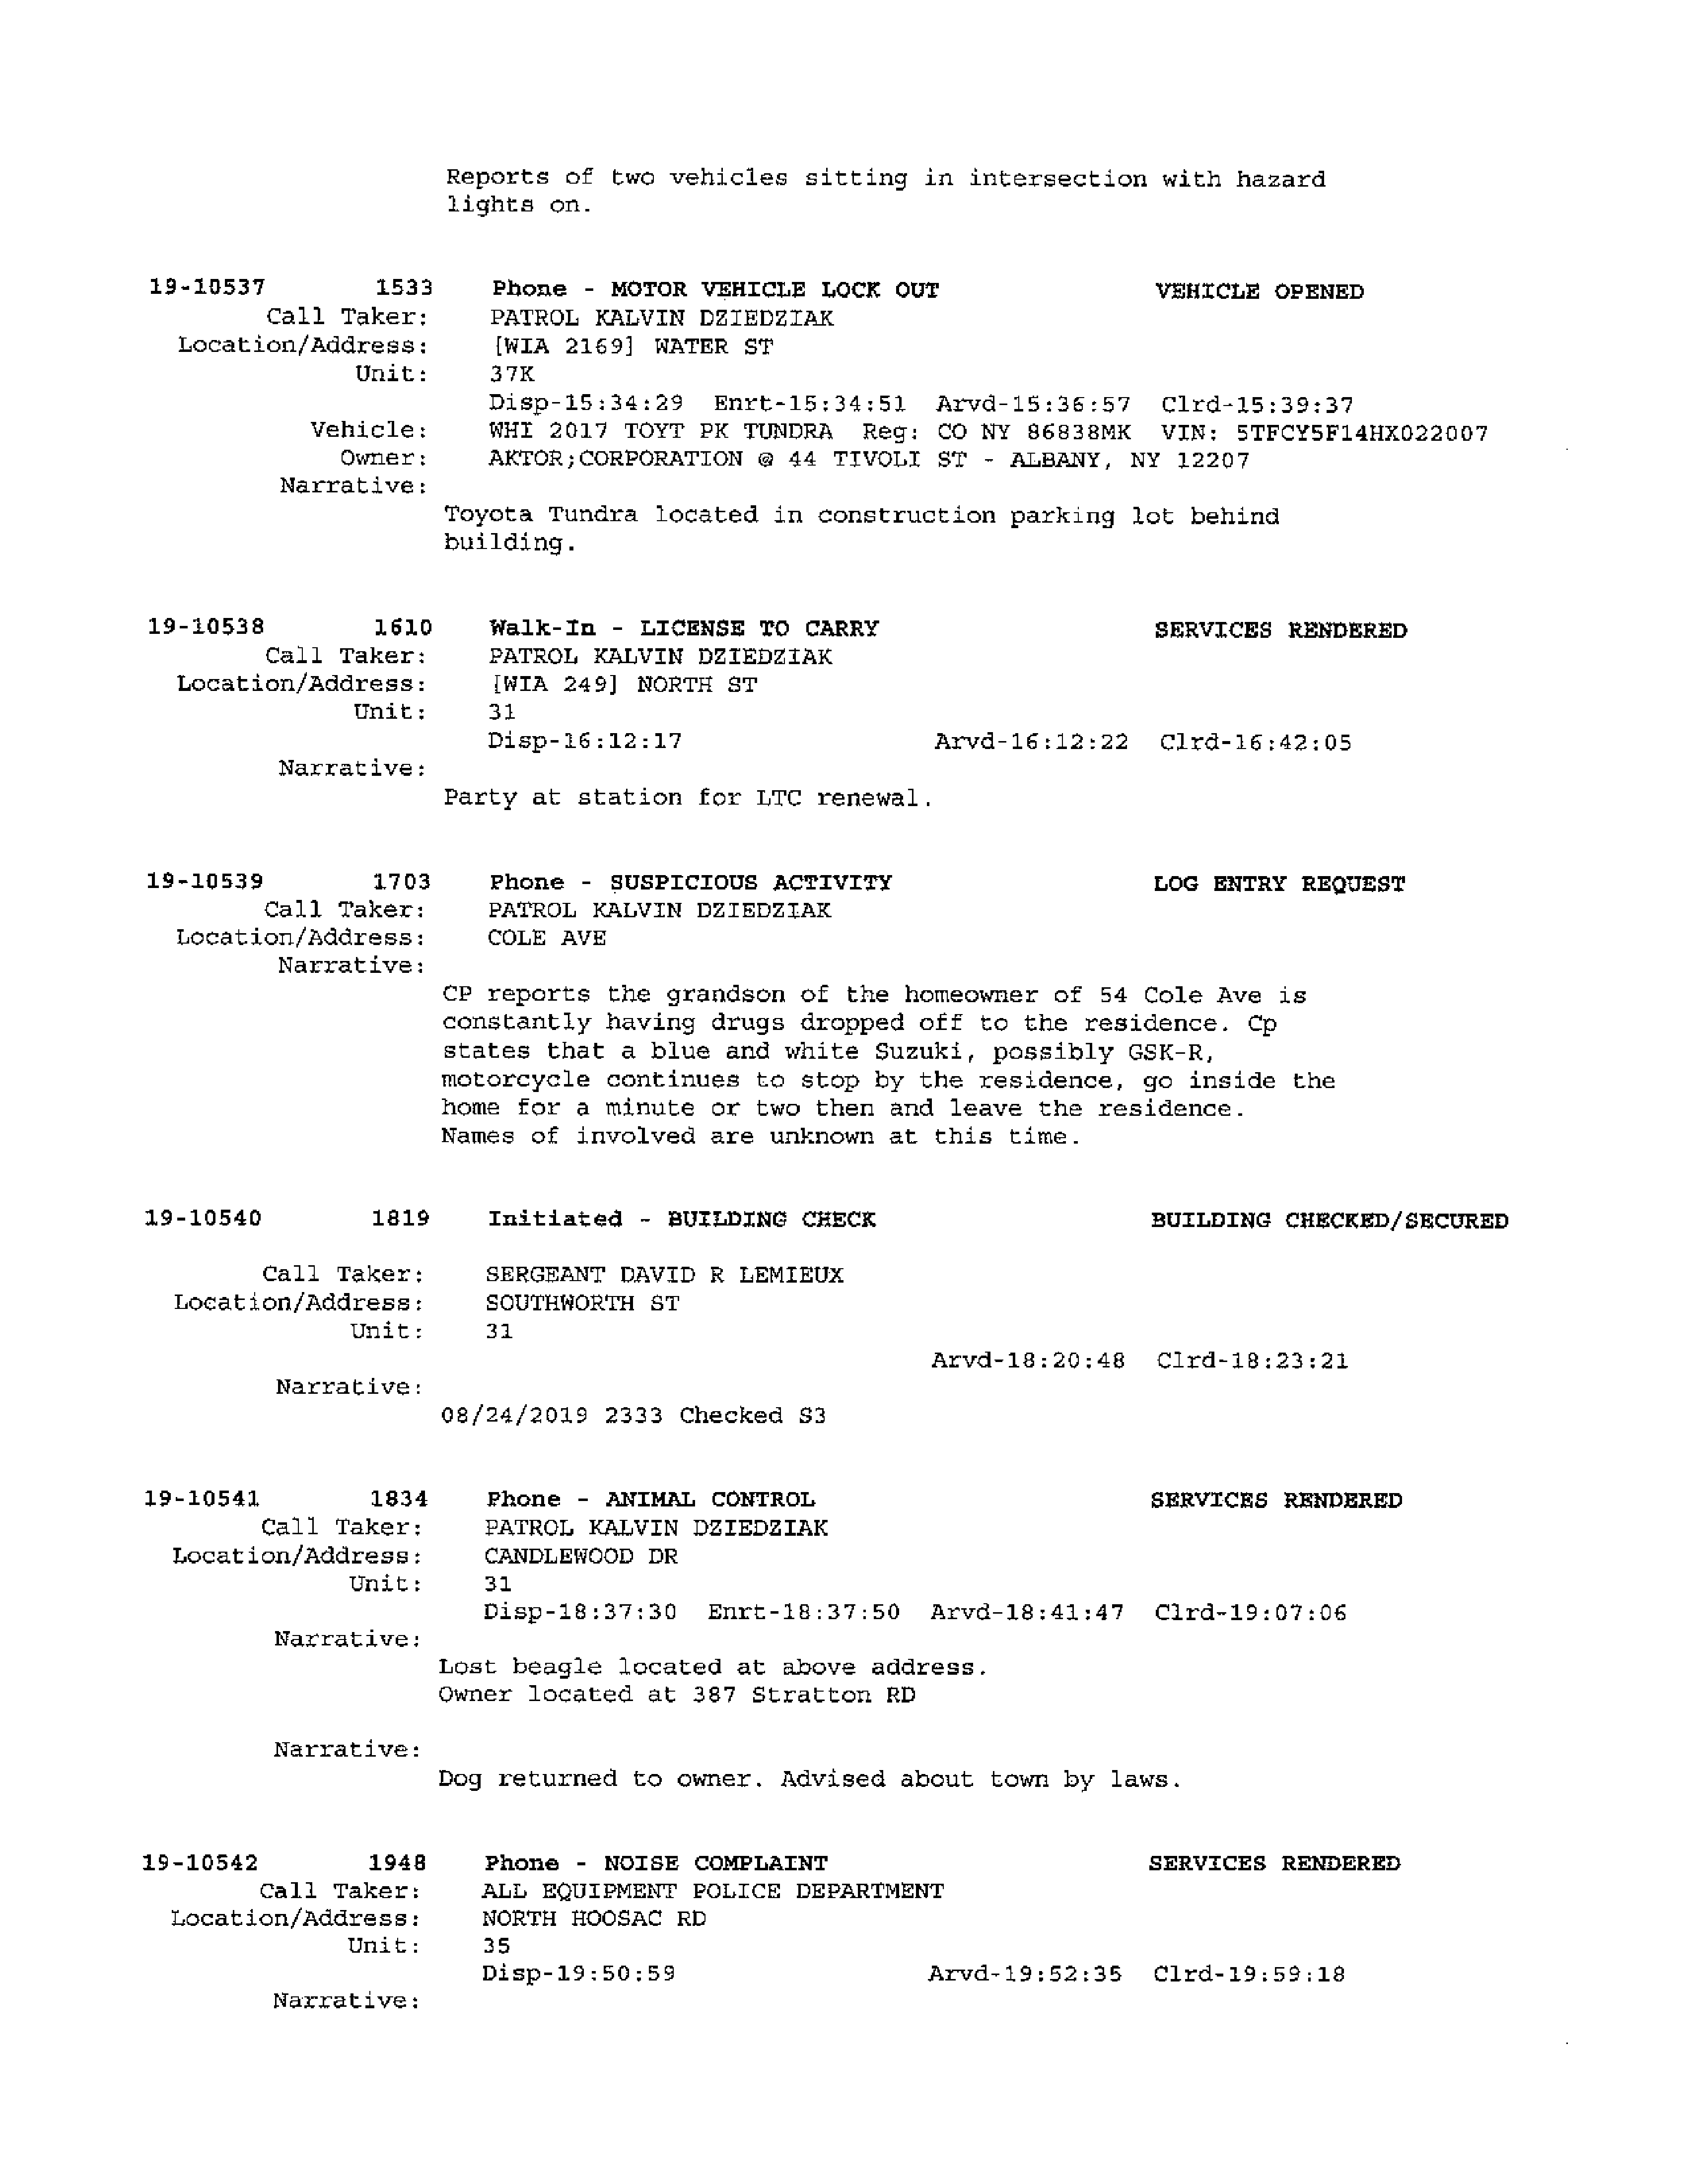 Reports of two vehicles sitting in intersection with hazard
lights on.
19-10537 1533 Phone - MOTOR VEHICLE LOCK OUT VEHICLE OPENED
Call Taker: PATROL KALVIN DZIEDZIAK
Location/Address: [WIA 2169] WATER ST
Unit: 37K
Disp-15:34:29 Enrt-15:34:51 Arvd-15:36:57 Clrd-15:39:37
Vehicle: WHI 2017 TOYT PK TUNDRA Reg: CO NY 86838MK VIN: 5TFCY5F14HX022007
Owner: AKTOR;CORPORATION @ 44 TIVOLI ST - ALBANY, NY 12207
Narrative:
Toyota Tundra located in construction parking lot behind
building.
19-10538 1610 Walk-In - LICENSE TO CARRY SERVICES RENDERED
Call Taker: PATROL KALVIN DZIEDZIAK
Location/Address: [WIA 249] NORTH ST
Unit: 31
Disp-16:12:17 Arvd-16:12:22 Clrd-16:42:05
Narrative:
Party at station for LTC renewal.
19-10539 1703 Phone - SUSPICIOUS ACTIVITY LOG ENTRY REQUEST
Call Taker: PATROL KALVIN DZIEDZIAK
Location/Address: COLE AVE
Narrative:
CP reports the grandson of the homeowner of 54 Cole Ave is
constantly having drugs dropped off to the residence. Cp
states that a blue and white Suzuki, possibly GSK-R,
motorcycle continues to stop by the residence, go inside the
home for a minute or two then and leave the residence.
Names of involved are unknown at this time.
19-10540 1819 Initiated - BUILDING CHECK BUILDING CHECKED/SECURED
Call Taker: SERGEANT DAVID R LEMIEUX
Location/Address: SOUTHWORTH ST
Unit: 31
Arvd-18:20:48 Clrd-18:23:21
Narrative:
08/24/2019 2333 Checked S3
19-10541 1834 Phone - ANIMAL CONTROL SERVICES RENDERED
Call Taker: PATROL KALVIN DZIEDZIAK
Location/Address: CANDLEWOOD DR
Unit: 31
Disp-18:37:30 Enrt-18:37:50 Arvd-18:41:47 Clrd-19:07:06
Narrative:
Lost beagle located at above address.
Owner located at 387 Stratton RD
Narrative:
Dog returned to owner. Advised about town by laws.
19-10542 1948 Phone - NOISE COMPLAINT SERVICES RENDERED
Call Taker: ALL EQUIPMENT POLICE DEPARTMENT
Location/Address: NORTH HOOSAC RD
Unit: 35
Disp-19:50:59 Arvd-19:52:35 Clrd-19:59:18
Narrative: